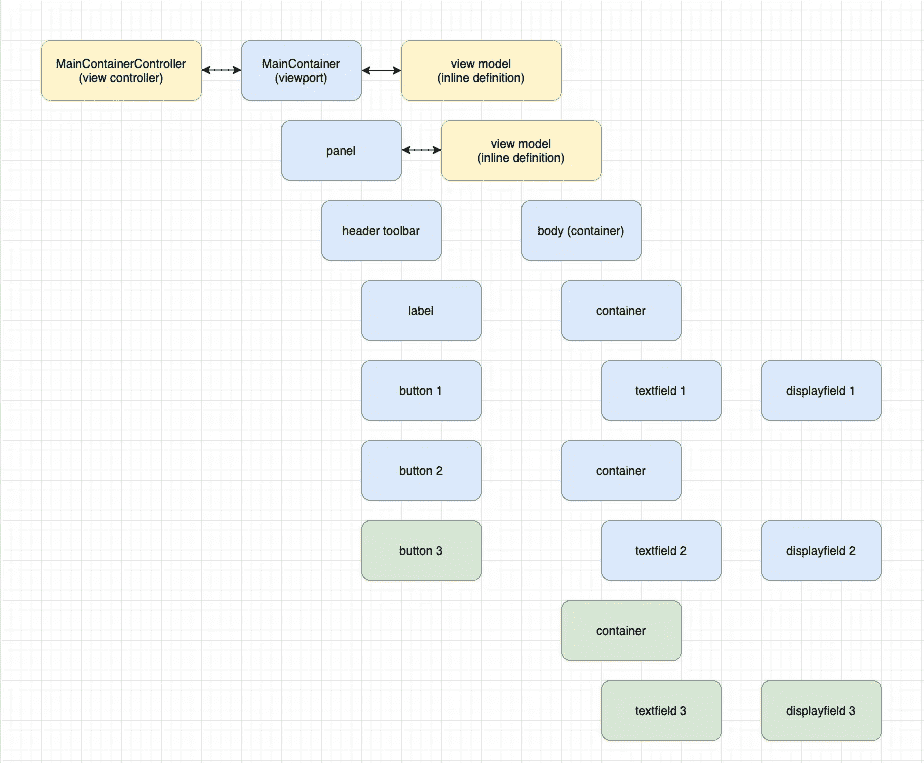 MainContainerController
(view controller)
MainContainer
(viewport)
view model
(inline definition)
panel
view model
(inline definition)
header toolbar
body (container)
label
container
button 1
textfield 1
displayfield 1
button 2
container
button 3
textfield 2
displayfield 2
container
textfield 3
displayfield 3